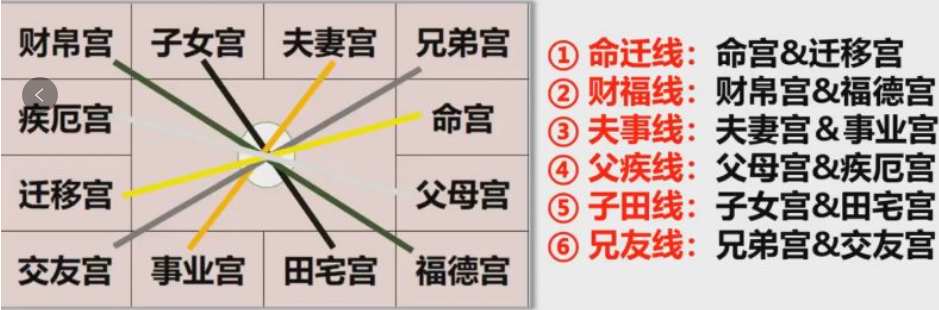 财帛宫 子女宫 夫妻宫 兄弟宫
疾厄宫 命宫
迁移宫 父母宫
交友宫 事业宫 田宅宫 福德宫
① 命迁线：命宫&迁移宫
② 财福线：财帛宫&福德宫
③ 夫事线：夫妻宫＆事业宫
④ 父疾线：父母宫&疾厄宫
⑤ 子田线：子女宫&田宅宫
⑥ 兄友线：兄弟宫&交友宫